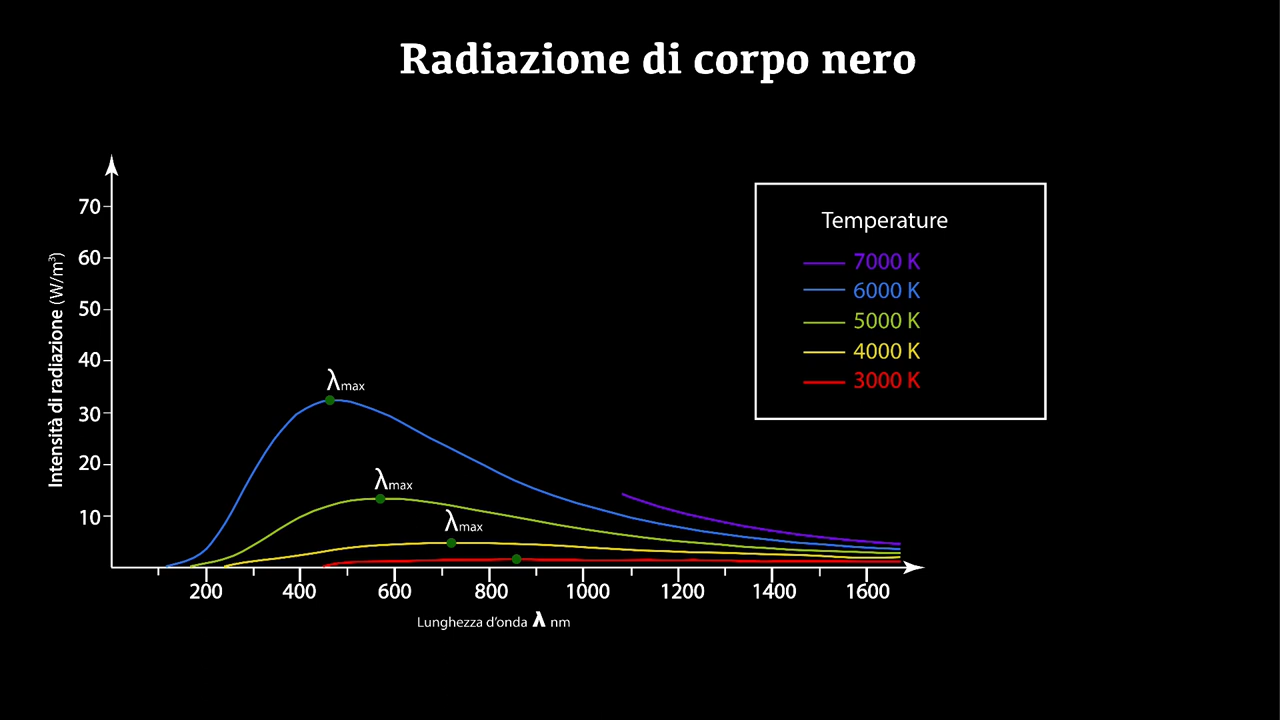 Radiazione di corpo nero
Intensità di radiazione (W/m³)
70
60
50
40
30
20
10
λmax
λmax
λmax
Temperature
7000 K
6000 K
5000 K
4000 K
3000 K
200 400 600 800 1000 1200 1400 1600
Lunghezza d'onda λ nm